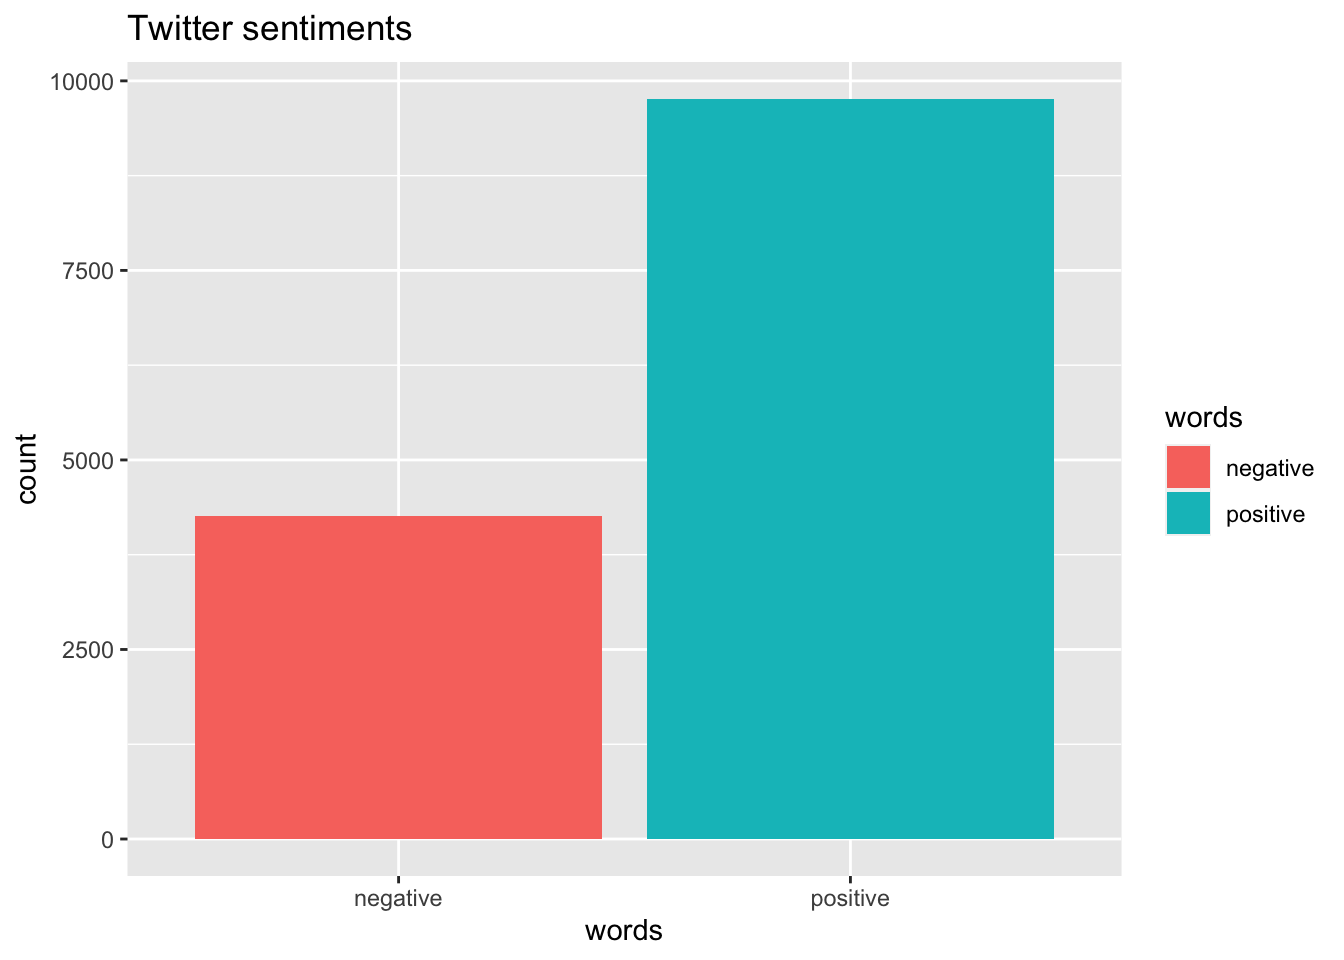 Twitter sentiments
10000
7500
5000
2500
0
count
negative
positive
words
words
negative
positive